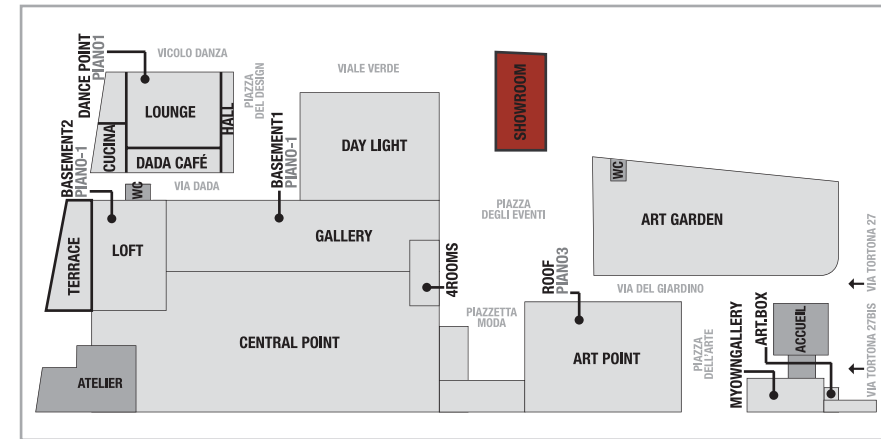 DANCE POINT
PIANO1
VICOLO DANZA
PIAZZA
DEL DESIGN
VIALE VERDE
LOUNGE
HALL
CUCINA
DADA CAFÉ
SHOWROOM
DAY LIGHT
BASEMENT2
PIANO-1
WC
VIA DADA
BASEMENT1
PIANO-1
WC
PIAZZA
DEGLI EVENTI
ART GARDEN
VIA TORTONA 27
TERRACE
LOFT
GALLERY
4ROOMS
ROOF
PIANO3
VIA DEL GIARDINO
PIAZZETTA
MODA
CENTRAL POINT
ART POINT
PIAZZA
DELL'ARTE
MYOWNGALLERY
ART.BOX
ACCUEIL
VIA TORTONA 27BIS
ATELIER